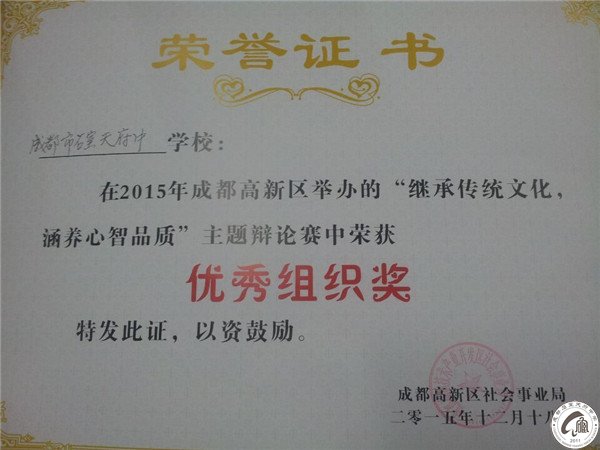 荣誉证书
成都市石室天府中学校：
在2015年成都高新区举办的“继承传统文化，
涵养心智品质”主题辩论赛中荣获
优秀组织奖
特发此证，以资鼓励。
成都高新区社会事业局
二零一五年十二月十八
2011